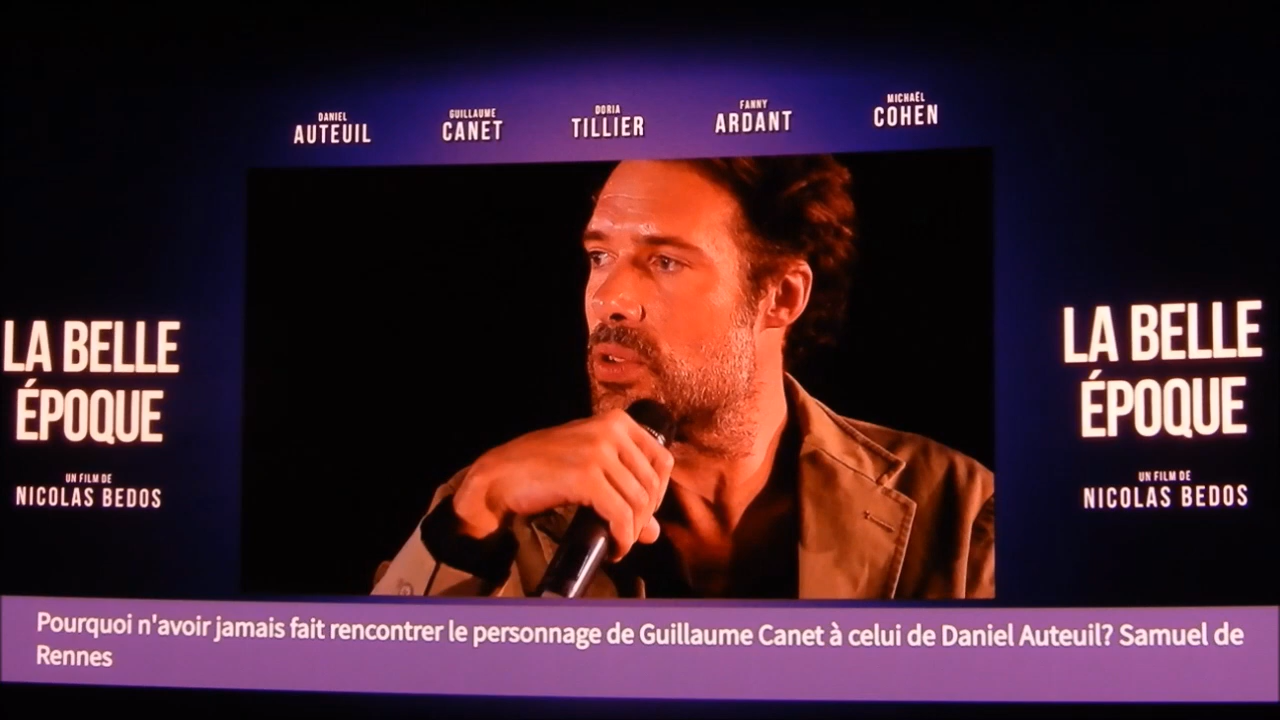 DANIEL
AUTEUIL
GUILLAUME
CANET
DORIA
TILLIER
FANNY
ARDANT
MICHAËL
COHEN
LA BELLE
ÉPOQUE
UN FILM DE
NICOLAS BEDOS
LA BELLE
ÉPOQUE
UN FILM DE
NICOLAS BEDOS
Pourquoi n'avoir jamais fait rencontrer le personnage de Guillaume Canet à celui de Daniel Auteuil? Samuel de
Rennes